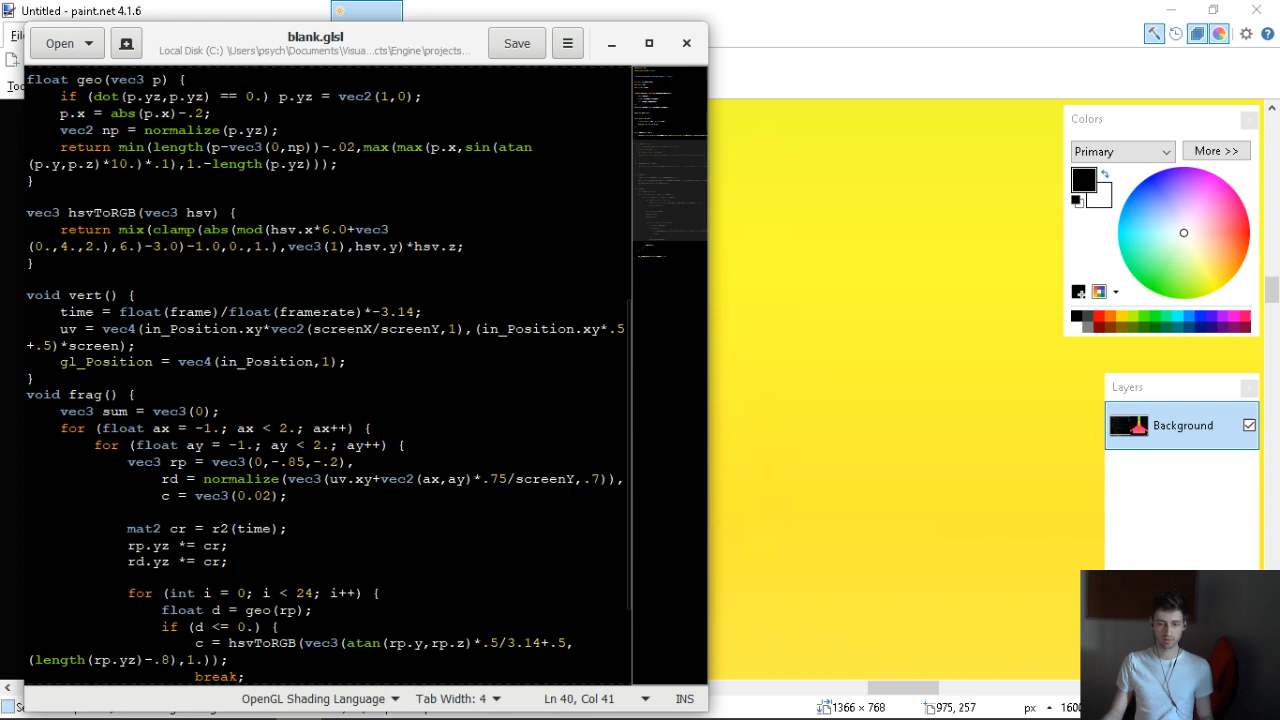 Untitled - paint.net 4.1.6
blank.glsl
Open
Local Disk (C:) \Users\psych\Documents\Visua...cts\Engine\projects...
Save
float geo(vec3 p) {
if (dot(p.yz,p.yz) == 0.) p.yz = vec2(1,0);
p.x = abs(p.x)-.2;
vec2 np = normalize(p.yz);
return min(length(p-vec3(0,np))-.02,max(max(p.x,sin(atan
(p.y,p.z)*10.)*.1),1.-length(p.yz)));
}
vec3 hsvToRGB(vec3 hsv) {
return mix(clamp(abs(mod(hsv.x*6.0+vec3
(0.,4.,2.),6.)-3.0)-1.0,0.,1.),vec3(1),hsv.y)*hsv.z;
}
void vert() {
time = float(frame)/float(framerate)*-3.14;
uv = vec4(in_Position.xy*vec2(screenX/screenY,1),(in_Position.xy*.5
+.5)*screen);
gl_Position = vec4(in_Position,1);
}
void frag() {
vec3 sum = vec3(0);
for (float ax = -1.; ax < 2.; ax++) {
for (float ay = -1.; ay < 2.; ay++) {
vec3 rp = vec3(0,-.85,-.2),
rd = normalize(vec3(uv.xy+vec2(ax,ay)*.75/screenY,.7)),
c = vec3(0.02);
mat2 cr = r2(time);
rp.yz *= cr;
rd.yz *= cr;
for (int i = 0; i < 24; i++) {
float d = geo(rp);
if (d <= 0.) {
c = hsvToRGB(vec3(atan(rp.y,rp.z)*.5/3.14+.5,
(length(rp.yz)-.8),1.));
break;
OpenGL Shading Language
Tab Width: 4
Ln 40, Col 41
INS
Colors
Primary
More >>
Layers
Background
1366 × 768
975, 257
px